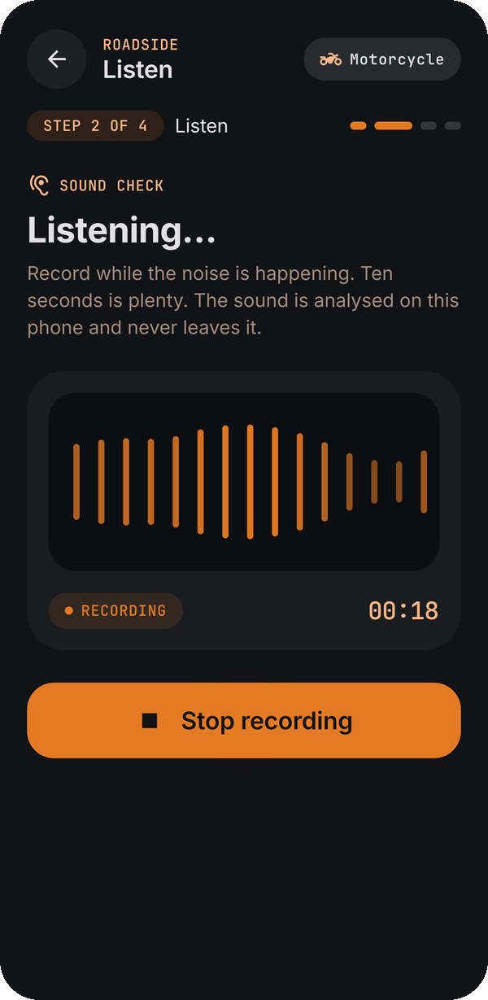 ROADSIDE
Listen
Motorcycle
STEP 2 OF 4
Listen
SOUND CHECK
Listening...
Record while the noise is happening. Ten
seconds is plenty. The sound is analysed on this
phone and never leaves it.
RECORDING
00:18
Stop recording